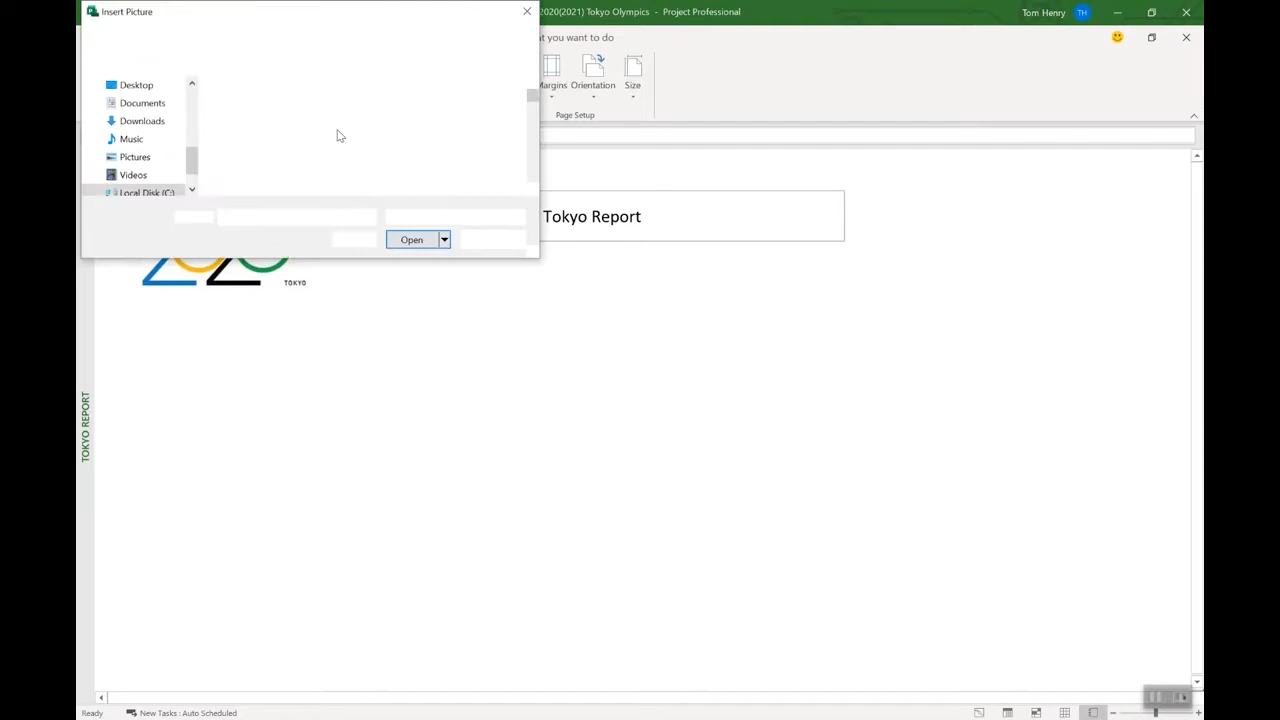 Insert Picture
2020(2021) Tokyo Olympics - Project Professional
Tom Henry
TH
at you want to do
Desktop
Documents
Downloads
Music
Pictures
Videos
Local Disk (C:)
Open
Margins
Orientation
Size
Page Setup
Tokyo Report
TOKYO
TOKYO REPORT
Ready
New Tasks : Auto Scheduled